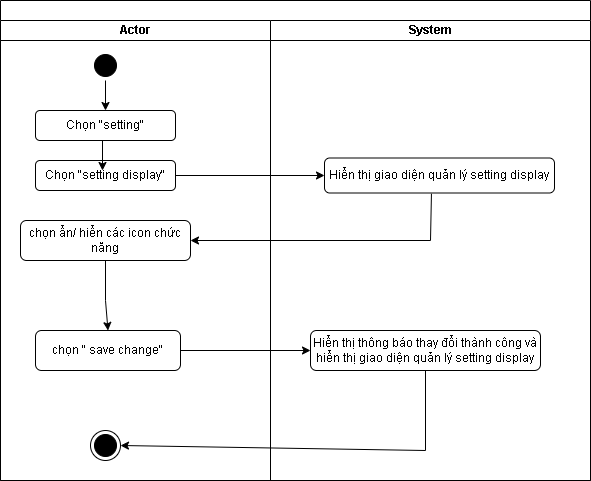 Actor
System
Chọn "setting"
Chọn "setting display"
Hiển thị giao diện quản lý setting display
chọn ẩn/ hiển các icon chức
năng
chọn " save change"
Hiển thị thông báo thay đổi thành công và
hiển thị giao diện quản lý setting display